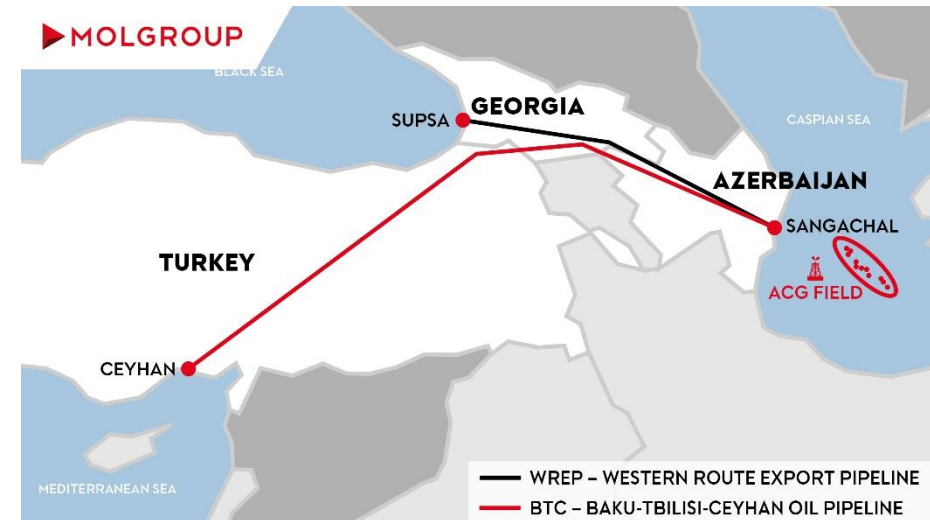 MOLGROUP
BLACK SEA
GEORGIA
SUPSA
CASPIAN SEA
AZERBAIJAN
SANGACHAL
TURKEY
ACG FIELD
CEYHAN
MEDITERRANEAN SEA
WREP – WESTERN ROUTE EXPORT PIPELINE
BTC – BAKU-TBILISI-CEYHAN OIL PIPELINE